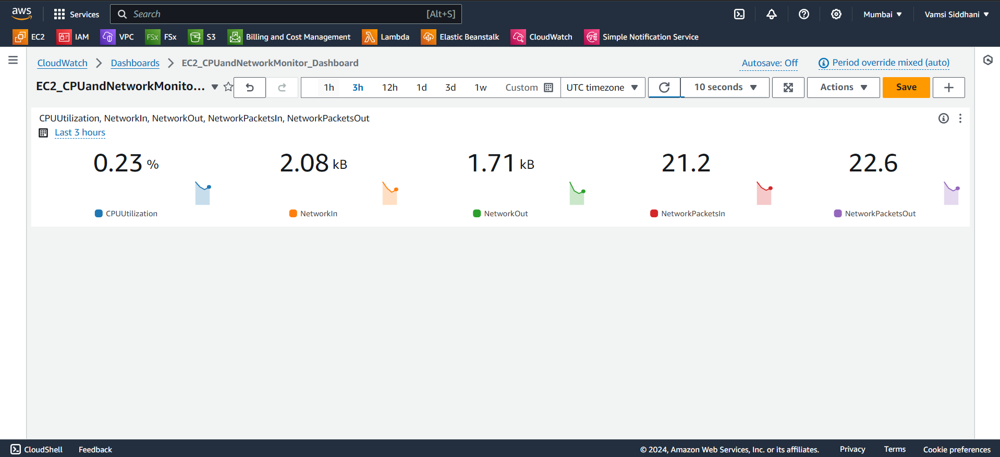 aws Services Search [Alt+S] Mumbai Vamsi Siddhani
EC2 IAM VPC FSx FSx S3 Billing and Cost Management Lambda Elastic Beanstalk CloudWatch Simple Notification Service
CloudWatch Dashboards EC2_CPUandNetworkMonitor_Dashboard Autosave: Off Period override mixed (auto)
EC2_CPUandNetworkMonito... 1h 3h 12h 1d 3d 1w Custom UTC timezone 10 seconds Actions Save
CPUUtilization, NetworkIn, NetworkOut, NetworkPacketsIn, NetworkPacketsOut
Last 3 hours
0.23 % 2.08 kB 1.71 kB 21.2 22.6
CPUUtilization NetworkIn NetworkOut NetworkPacketsIn NetworkPacketsOut
CloudShell Feedback © 2024, Amazon Web Services, Inc. or its affiliates. Privacy Terms Cookie preferences